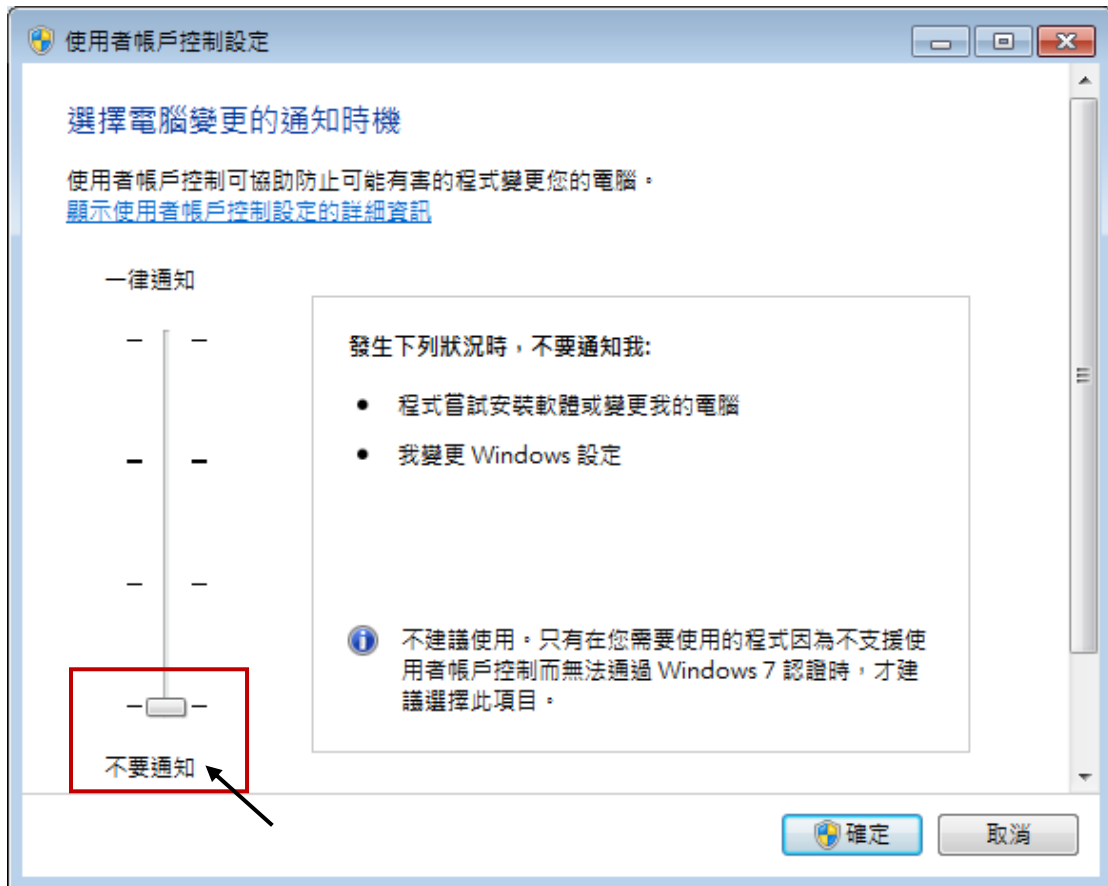 使用者帳戶控制設定
選擇電腦變更的通知時機
使用者帳戶控制可協助防止可能有害的程式變更您的電腦。
顯示使用者帳戶控制設定的詳細資訊
一律通知
發生下列狀況時，不要通知我:
• 程式嘗試安裝軟體或變更我的電腦
• 我變更 Windows 設定
不建議使用。只有在您需要使用的程式因為不支援使
用者帳戶控制而無法通過 Windows 7 認證時，才建
議選擇此項目。
不要通知
確定
取消